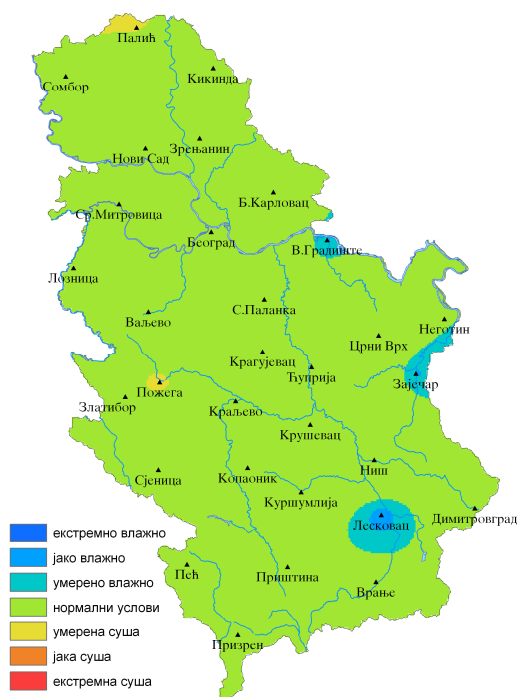 Палић
Кикинда
Сомбор
Зрењанин
Нови Сад
Б.Карловац
Ср.Митровица
Београд
В.Градиште
Лозница
С.Паланка
Ваљево
Неготин
Црни Врх
Крагујевац
Ћуприја
Зајечар
Пожега
Златибор
Краљево
Крушевац
Ниш
Сјеница
Копаоник
Куршумлија
Димитровград
Лесковац
Пећ
Приштина
Врање
Призрен
екстремно влажно
јако влажно
умерено влажно
нормални услови
умерена суша
јака суша
екстремна суша